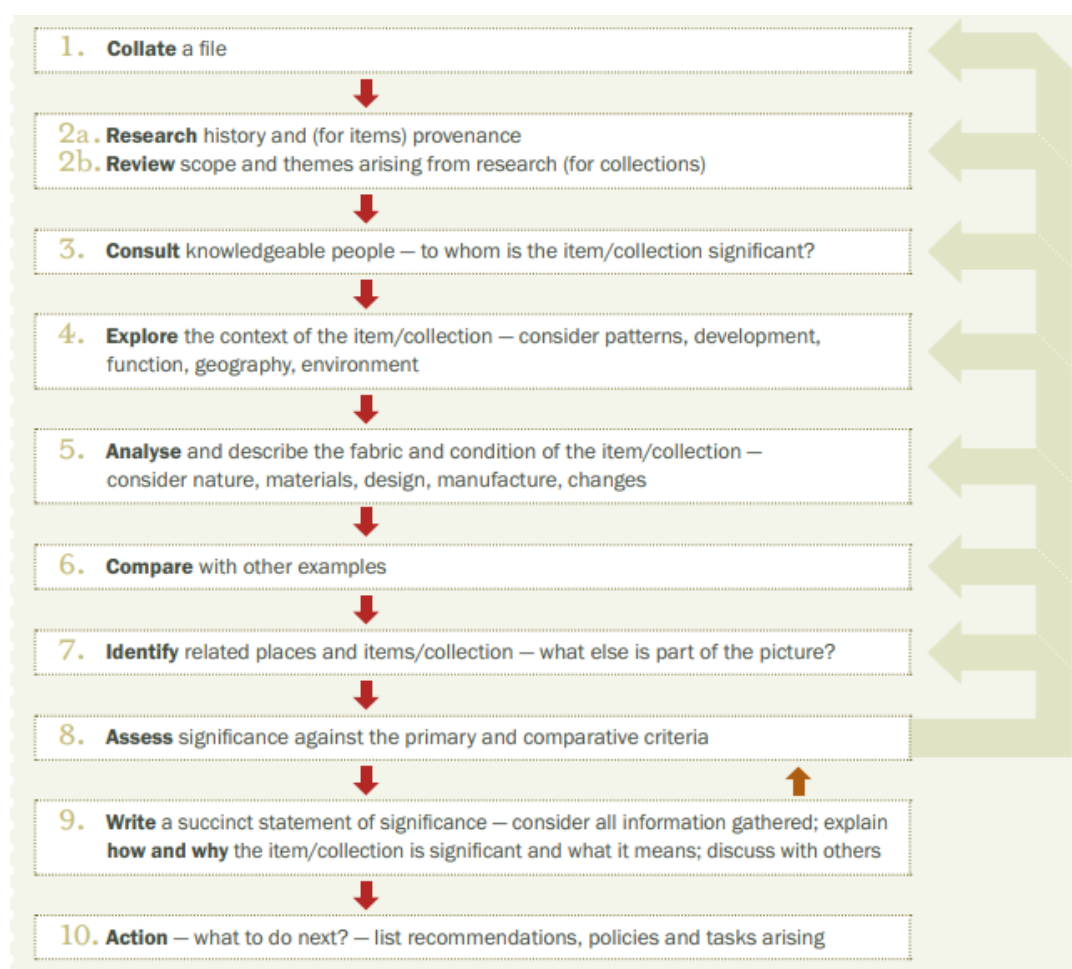 1. Collate a file
2a. Research history and (for items) provenance
2b. Review scope and themes arising from research (for collections)
3. Consult knowledgeable people — to whom is the item/collection significant?
4. Explore the context of the item/collection — consider patterns, development,
function, geography, environment
5. Analyse and describe the fabric and condition of the item/collection —
consider nature, materials, design, manufacture, changes
6. Compare with other examples
7. Identify related places and items/collection — what else is part of the picture?
8. Assess significance against the primary and comparative criteria
9. Write a succinct statement of significance — consider all information gathered; explain
how and why the item/collection is significant and what it means; discuss with others
10. Action — what to do next? — list recommendations, policies and tasks arising